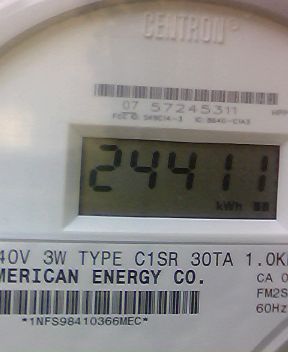 CENTRON®
07 57245311
24411
kWh
40V 3W TYPE C1SR 30TA 1.0K
MERICAN ENERGY CO.
CA 0
FM2S
60Hz
*1NFS98410366MEC*